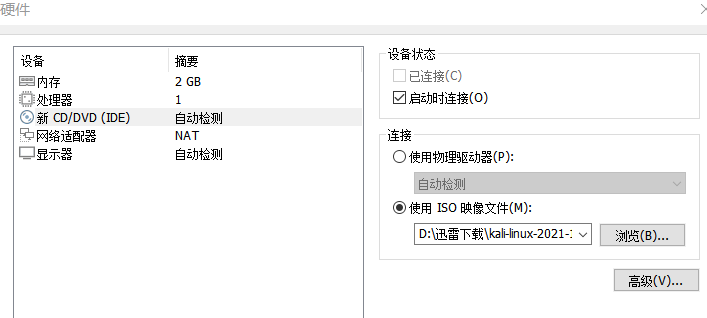 硬件
设备 摘要
内存 2 GB
处理器 1
新 CD/DVD (IDE) 自动检测
网络适配器 NAT
显示器 自动检测
设备状态
已连接(C)
启动时连接(O)
连接
使用物理驱动器(P):
自动检测
使用 ISO 映像文件(M):
D:\迅雷下载\kali-linux-2021-
浏览(B)...
高级(V)...